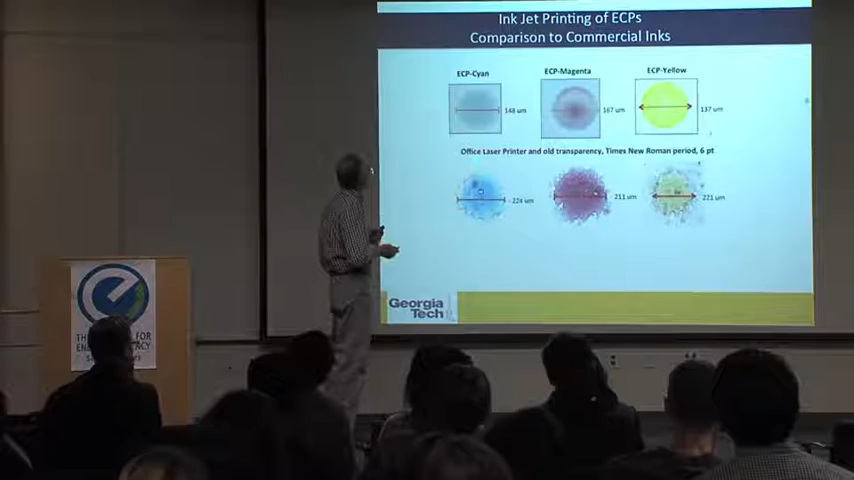 Ink Jet Printing of ECPs
Comparison to Commercial Inks
ECP-Cyan
ECP-Magenta
ECP-Yellow
148 um
167 um
137 um
Office Laser Printer and old transparency, Times New Roman period, 6 pt
224 um
211 um
221 um
Georgia
Tech